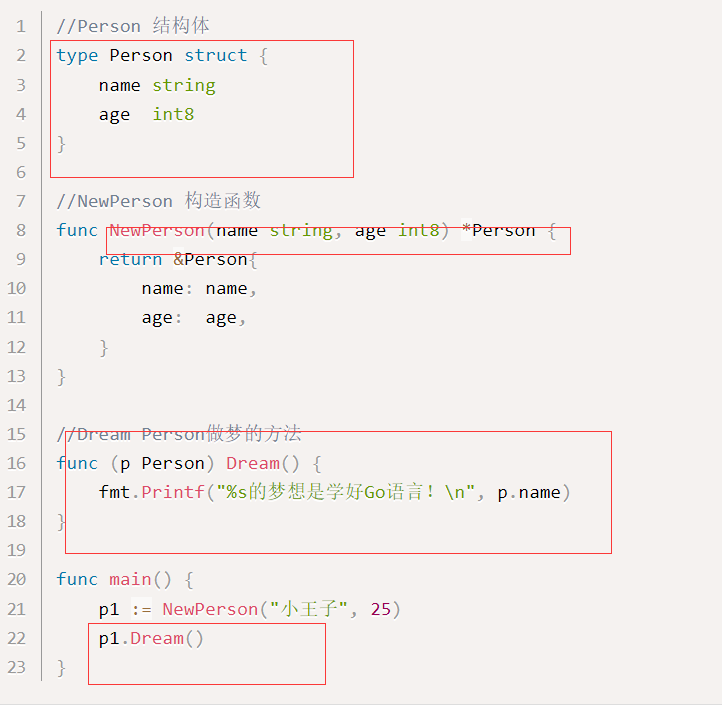 1 //Person 结构体
2 type Person struct {
3     name string
4     age  int8
5 }
6
7 //NewPerson 构造函数
8 func NewPerson(name string, age int8) *Person {
9     return &Person{
10         name: name,
11         age:  age,
12     }
13 }
14
15 //Dream Person做梦的方法
16 func (p Person) Dream() {
17     fmt.Printf("%s的梦想是学好Go语言！\n", p.name)
18 }
19
20 func main() {
21     p1 := NewPerson("小王子", 25)
22     p1.Dream()
23 }